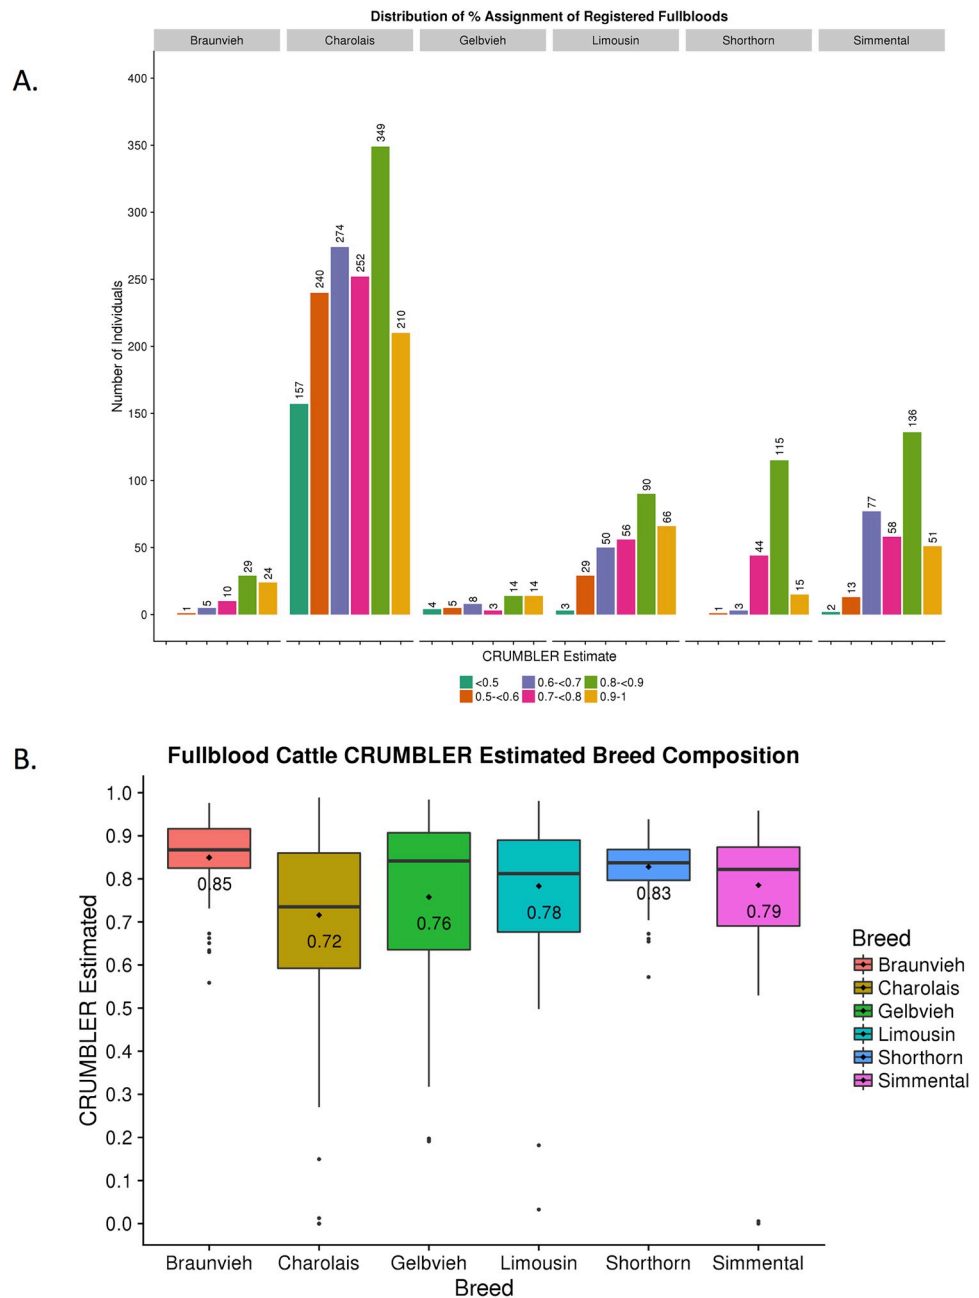 Distribution of % Assignment of Registered Fullbloods
Braunvieh Charolais Gelbvieh Limousin Shorthorn Simmental
A.
Number of Individuals
400
350
300
250
200
150
100
50
0
1 5 10 29 24
157 240 274 252 349 210
4 5 8 3 14 14
3 29 50 56 90 66
1 3 44 115 15
2 13 77 58 136 51
CRUMBLER Estimate
<0.5 0.6-<0.7 0.8-<0.9
0.5-<0.6 0.7-<0.8 0.9-1
B.
Fullblood Cattle CRUMBLER Estimated Breed Composition
CRUMBLER Estimated
1.0
0.9
0.8
0.7
0.6
0.5
0.4
0.3
0.2
0.1
0.0
0.85 0.72 0.76 0.78 0.83 0.79
Braunvieh Charolais Gelbvieh Limousin Shorthorn Simmental
Breed
Breed
Braunvieh
Charolais
Gelbvieh
Limousin
Shorthorn
Simmental